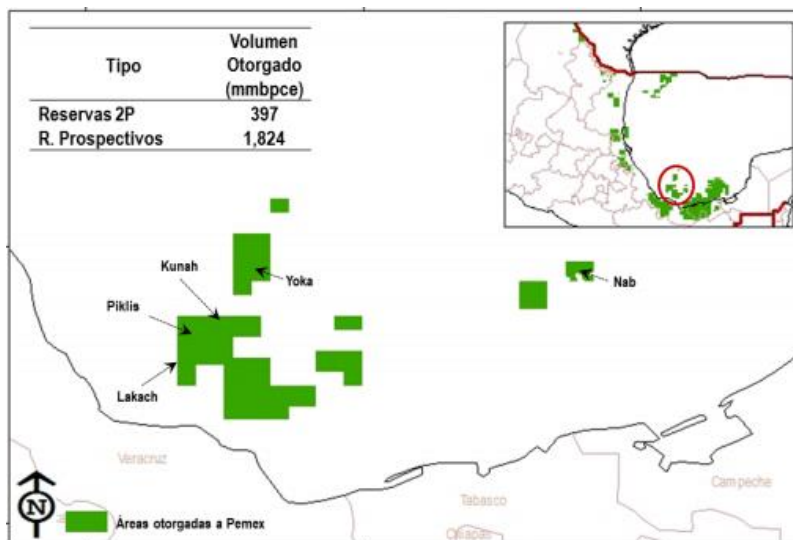 Tipo Volumen Otorgado (mmbpce)
Reservas 2P 397
R. Prospectivos 1,824
Kunah
Yoka
Nab
Piklis
Lakach
Veracruz
Campeche
Tabasco
Chiapas
N
Áreas otorgadas a Pemex